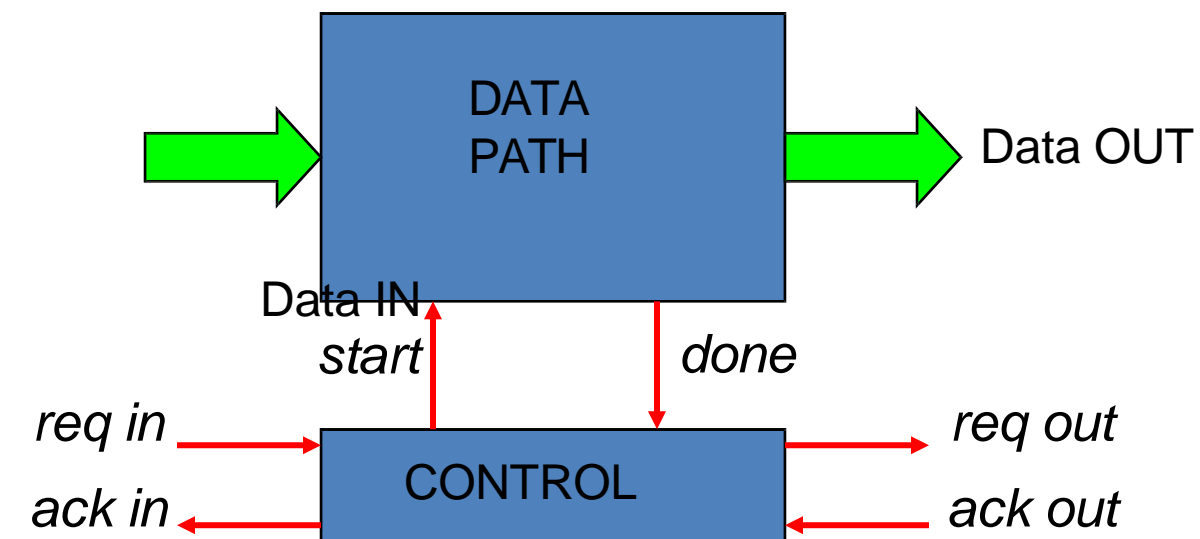 DATA
PATH
Data OUT
Data IN
start
done
req in
req out
CONTROL
ack in
ack out